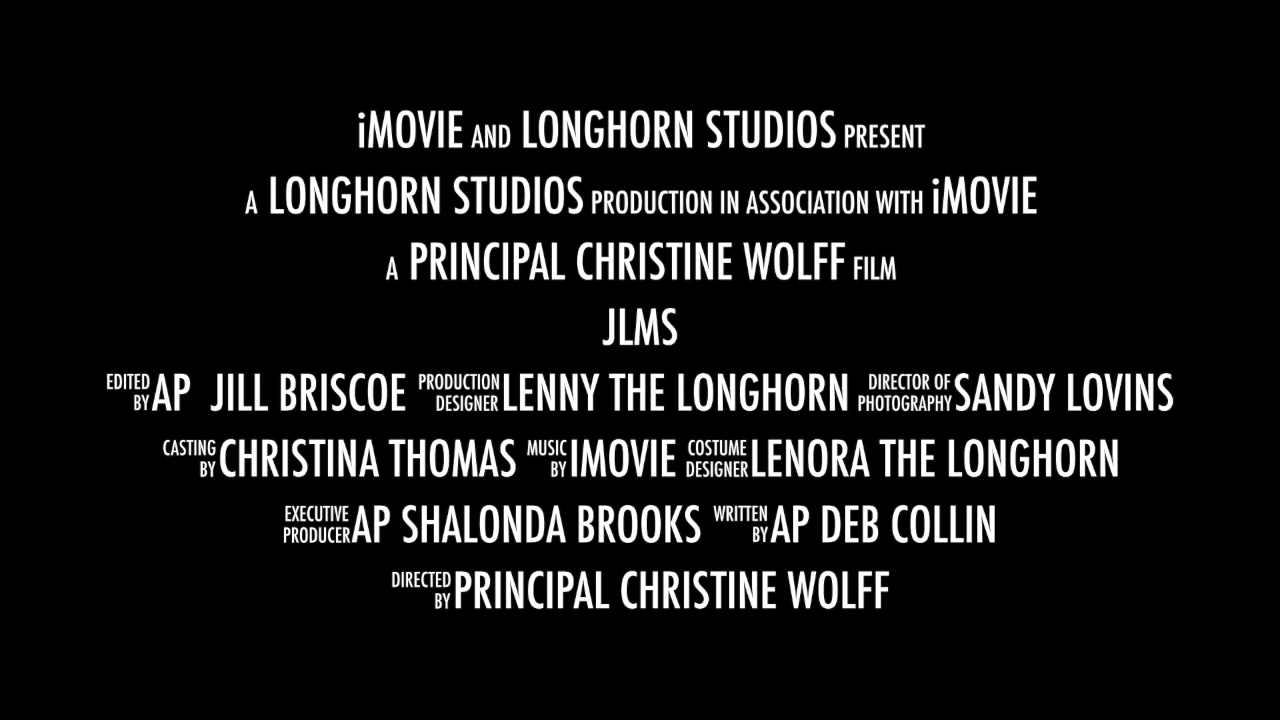 iMOVIE AND LONGHORN STUDIOS PRESENT
A LONGHORN STUDIOS PRODUCTION IN ASSOCIATION WITH iMOVIE
A PRINCIPAL CHRISTINE WOLFF FILM
JLMS
EDITED BY AP JILL BRISCOE PRODUCTION DESIGNER LENNY THE LONGHORN DIRECTOR OF PHOTOGRAPHY SANDY LOVINS
CASTING BY CHRISTINA THOMAS MUSIC BY IMOVIE COSTUME DESIGNER LENORA THE LONGHORN
EXECUTIVE PRODUCER AP SHALONDA BROOKS WRITTEN BY AP DEB COLLIN
DIRECTED BY PRINCIPAL CHRISTINE WOLFF